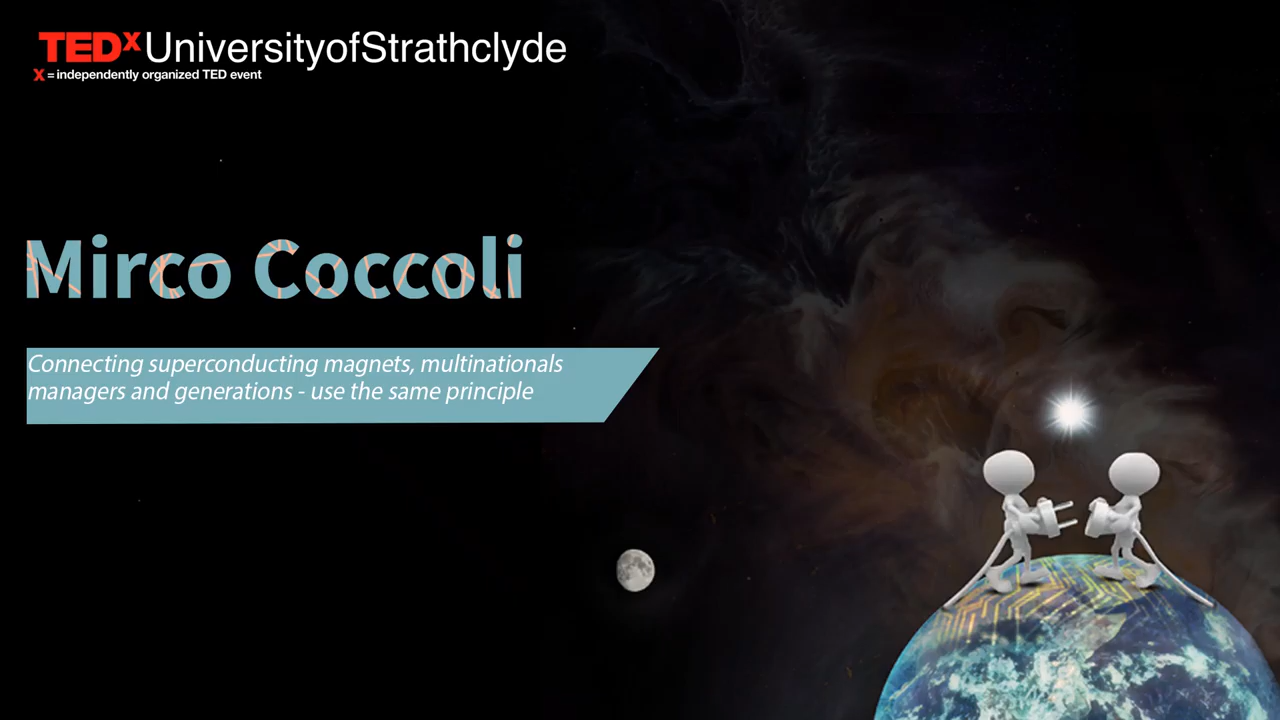 TEDxUniversityofStrathclyde
x = independently organized TED event
Mirco Coccoli
Connecting superconducting magnets, multinationals
managers and generations - use the same principle